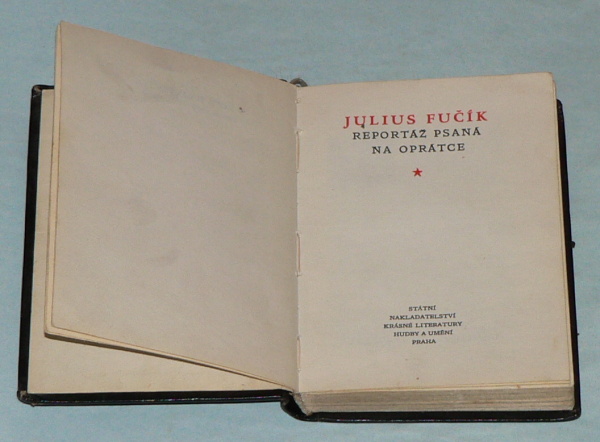 JULIUS FUČÍK
REPORTÁŽ PSANÁ
NA OPRÁTCE
STÁTNÍ
NAKLADATELSTVÍ
KRÁSNÉ LITERATURY
HUDBY A UMĚNÍ
PRAHA